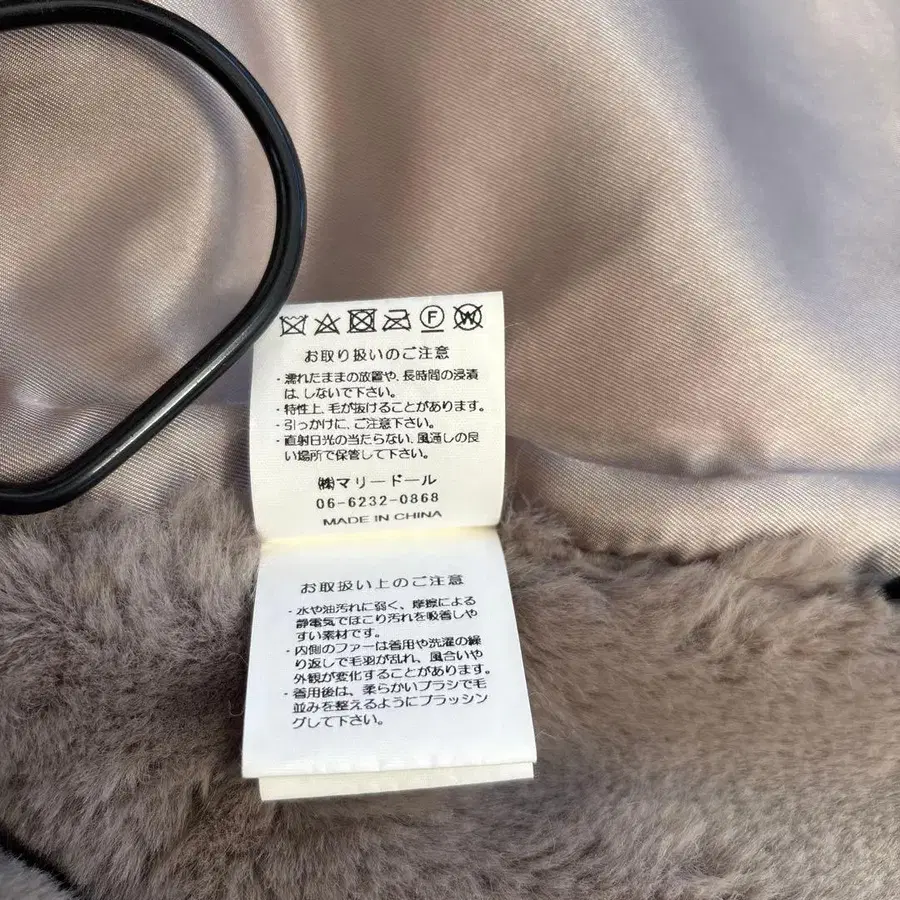 F W
お取り扱いのご注意
・濡れたままの放置や、長時間の浸漬
は、しないで下さい。
・特性上、毛が抜けることがあります。
・引っかけに、ご注意下さい。
・直射日光の当たらない、風通しの良
い場所で保管して下さい。
㈱マリードール
06-6232-0868
MADE IN CHINA
お取扱い上のご注意
・水や油汚れに弱く、摩擦による
静電気でほこり汚れを吸着しや
すい素材です。
・内側のファーは着用や洗濯の繰
り返しで毛羽が乱れ、風合いや
外観が変化することがあります。
・着用後は、柔らかいブラシで毛
並みを整えるようにブラッシン
グして下さい。